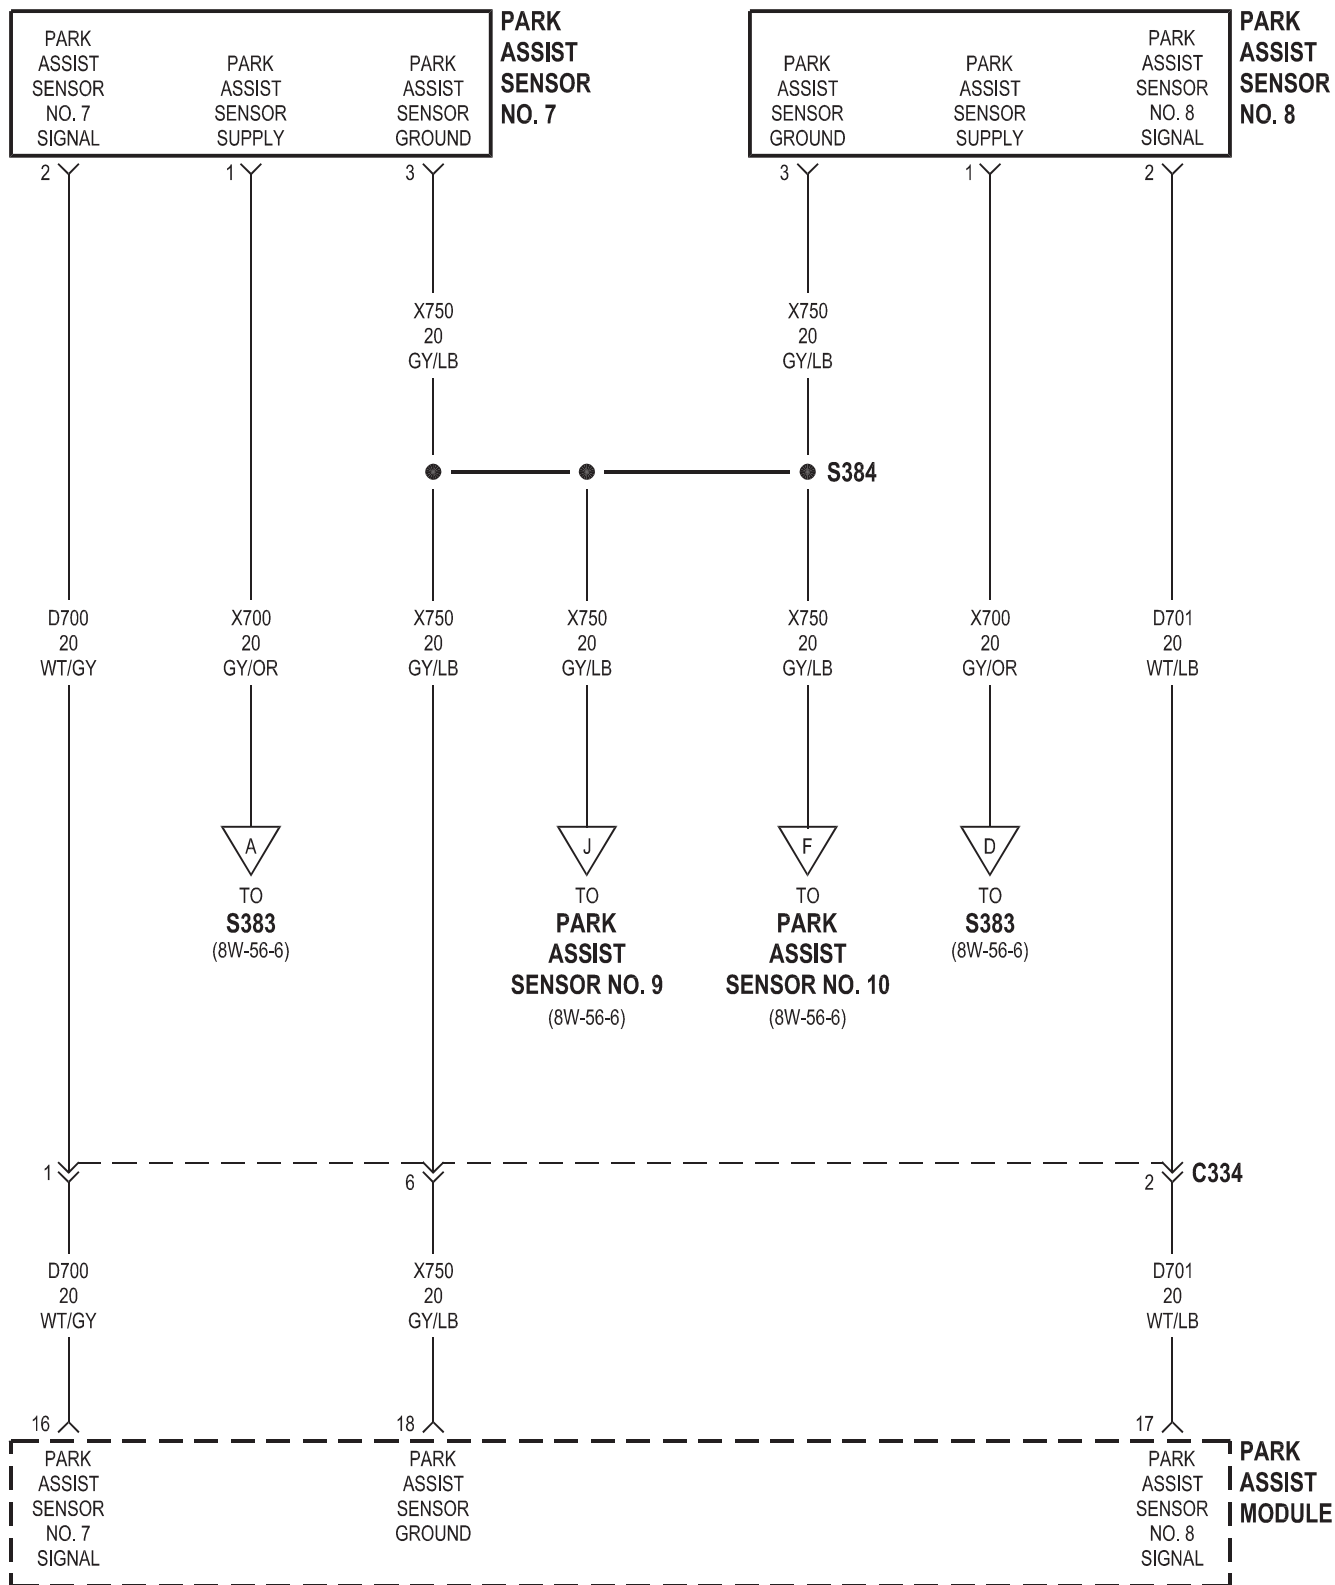 PARK
ASSIST
SENSOR
NO. 7
SIGNAL
PARK
ASSIST
SENSOR
SUPPLY
PARK
ASSIST
SENSOR
GROUND
PARK
ASSIST
SENSOR
NO. 7
PARK
ASSIST
SENSOR
GROUND
PARK
ASSIST
SENSOR
SUPPLY
PARK
ASSIST
SENSOR
NO. 8
SIGNAL
PARK
ASSIST
SENSOR
NO. 8
2
1
3
3
1
2
X750
20
GY/LB
X750
20
GY/LB
S384
D700
20
WT/GY
X700
20
GY/OR
X750
20
GY/LB
X750
20
GY/LB
X750
20
GY/LB
X700
20
GY/OR
D701
20
WT/LB
A
TO
S383
(8W-56-6)
J
TO
PARK
ASSIST
SENSOR NO. 9
(8W-56-6)
F
TO
PARK
ASSIST
SENSOR NO. 10
(8W-56-6)
D
TO
S383
(8W-56-6)
1
6
2
C334
D700
20
WT/GY
X750
20
GY/LB
D701
20
WT/LB
16
18
17
PARK
ASSIST
SENSOR
NO. 7
SIGNAL
PARK
ASSIST
SENSOR
GROUND
PARK
ASSIST
SENSOR
NO. 8
SIGNAL
PARK
ASSIST
MODULE